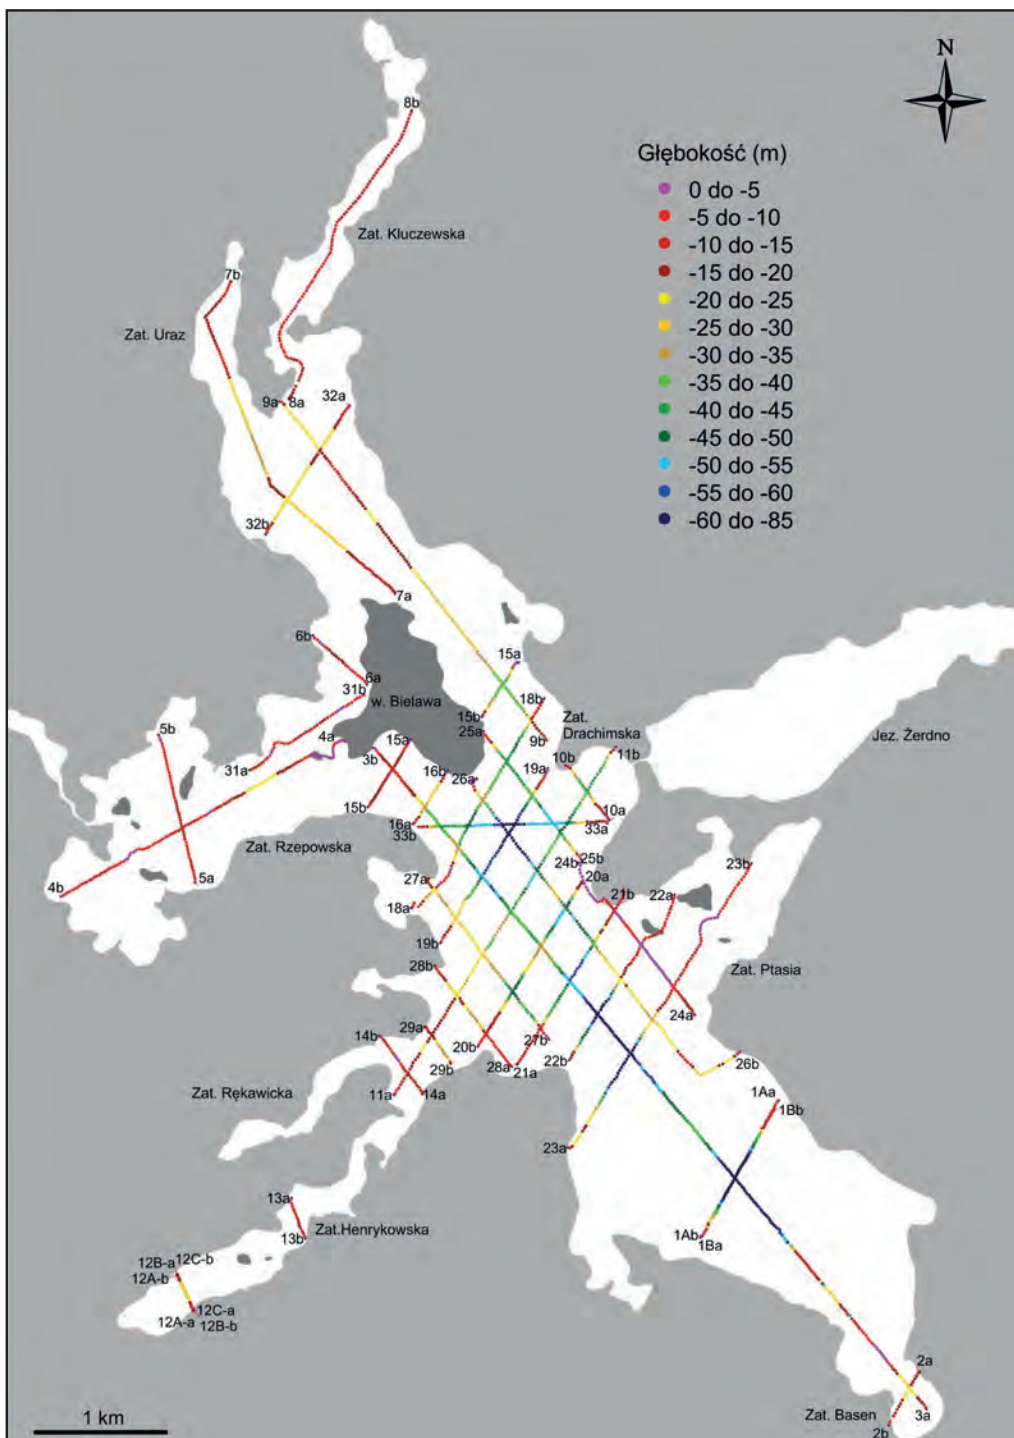 N
8b
Głębokość (m)
0 do -5
-5 do -10
-10 do -15
-15 do -20
-20 do -25
-25 do -30
-30 do -35
-35 do -40
-40 do -45
-45 do -50
-50 do -55
-55 do -60
-60 do -85
Zat. Kluczewska
7b
Zat. Uraz
9a 8a 32a
32b
7a
6b
15a
6a
31b
w. Bielawa
18b
15b
25a
Zat.
Drachimska
9b
5b
4a
3b
15a
Jez. Żerdno
31a
16b
26a
19a
10b
11b
15b
16a
33b
10a
33a
Zat. Rzepowska
4b
5a
27a
18a
24b
25b
20a
21b
22a
23b
19b
28b
Zat. Ptasia
24a
29a
14b
20b
27b
28a
21a
22b
26b
29b
Zat. Rękawicka
11a
14a
1Aa
1Bb
23a
13a
Zat.Henrykowska
13b
1Ab
1Ba
12B-a
12C-b
12A-b
12C-a
12A-a
12B-b
2a
1 km
Zat. Basen
3a
2b